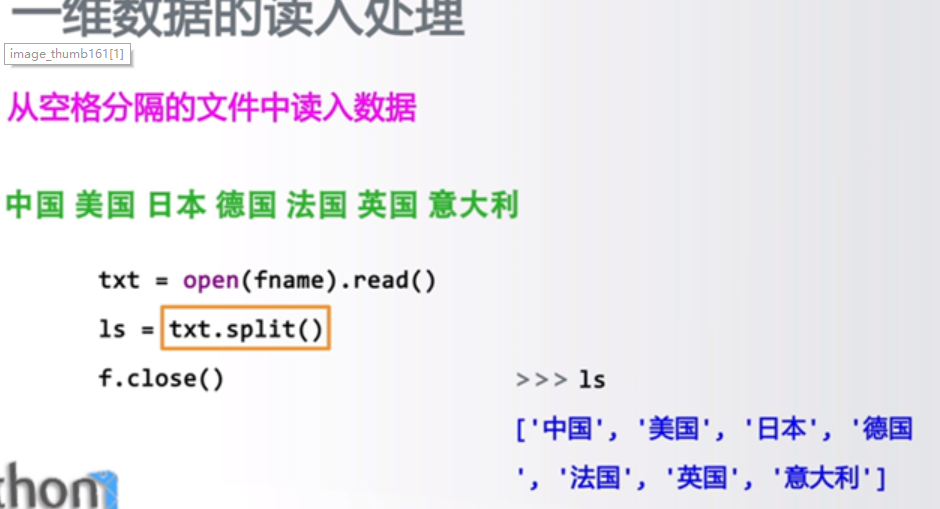 一维数据的读入处理
image_thumb161[1]
从空格分隔的文件中读入数据
中国 美国 日本 德国 法国 英国 意大利
txt = open(fname).read()
ls = txt.split()
f.close()
>>> ls
['中国', '美国', '日本', '德国
', '法国', '英国', '意大利']
thon